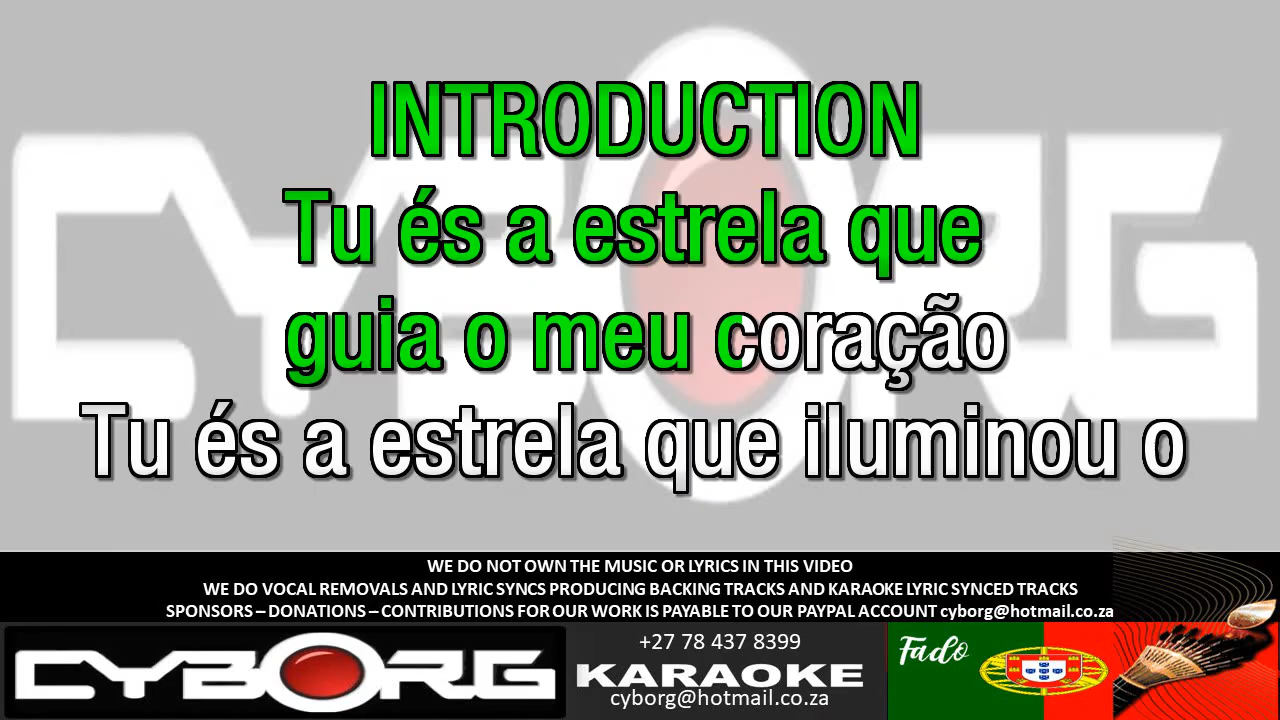 INTRODUCTION
Tu és a estrela que
guia o meu coração
Tu és a estrela que iluminou o
WE DO NOT OWN THE MUSIC OR LYRICS IN THIS VIDEO
WE DO VOCAL REMOVALS AND LYRIC SYNCS PRODUCING BACKING TRACKS AND KARAOKE LYRIC SYNCED TRACKS
SPONSORS – DONATIONS – CONTRIBUTIONS FOR OUR WORK IS PAYABLE TO OUR PAYPAL ACCOUNT cyborg@hotmail.co.za
CYBORG
+27 78 437 8399
KARAOKE
cyborg@hotmail.co.za
Fado
CYBORG